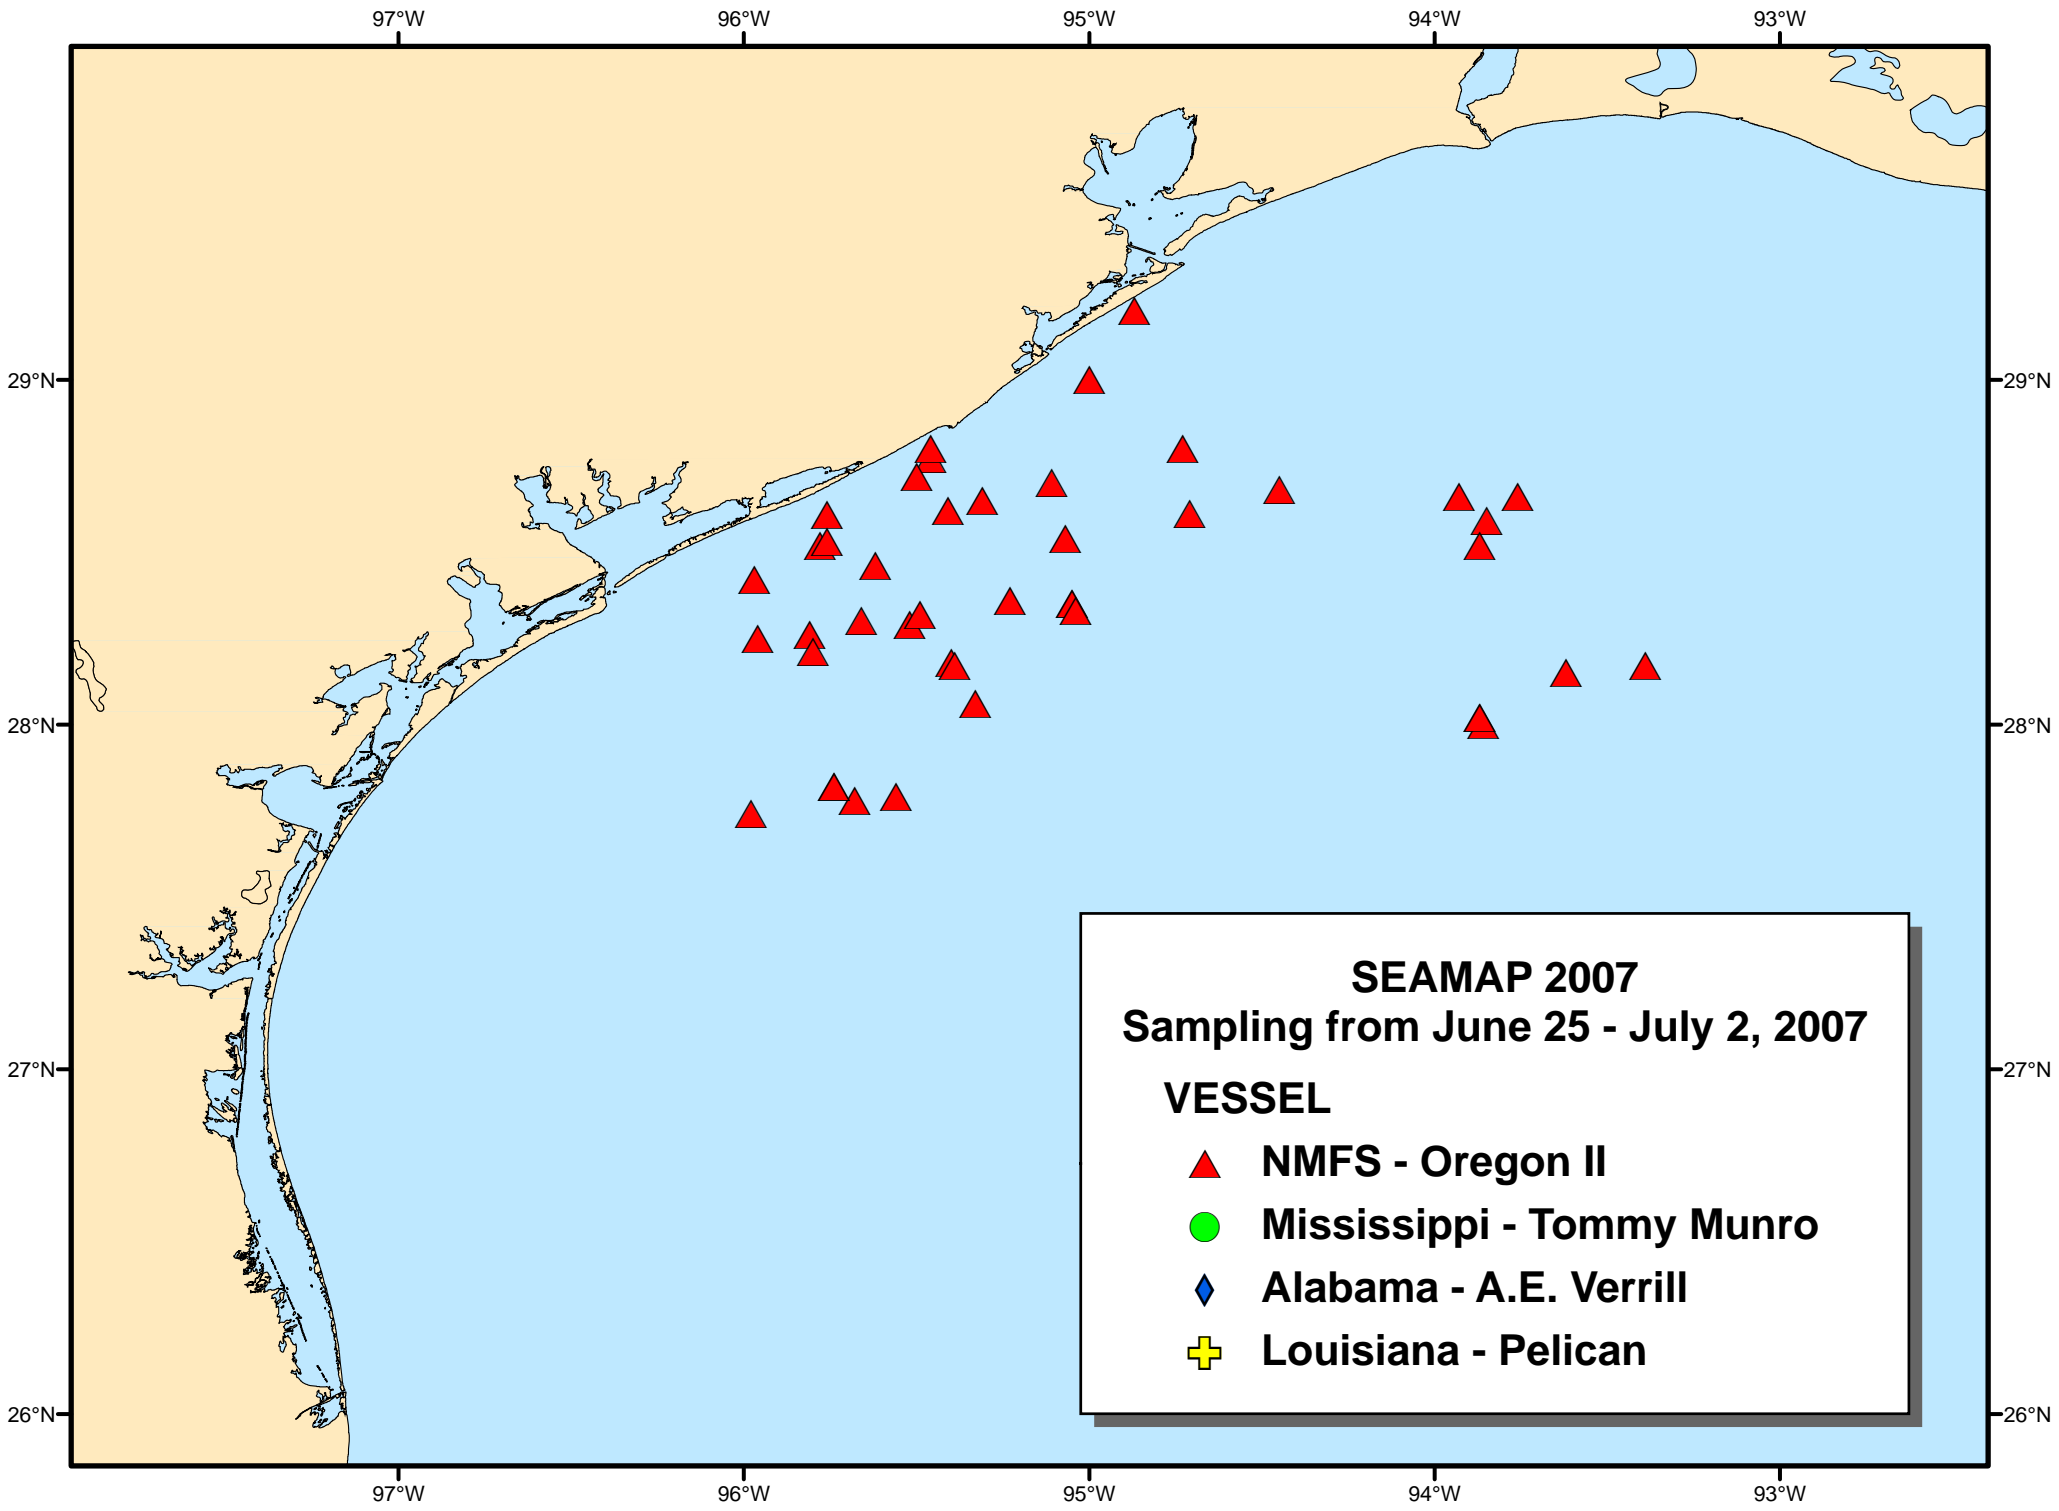 97°W 96°W 95°W 94°W 93°W
29°N 29°N
28°N 28°N
SEAMAP 2007
Sampling from June 25 - July 2, 2007
27°N 27°N
VESSEL
NMFS - Oregon II
Mississippi - Tommy Munro
Alabama - A.E. Verrill
Louisiana - Pelican
26°N 26°N
97°W 96°W 95°W 94°W 93°W